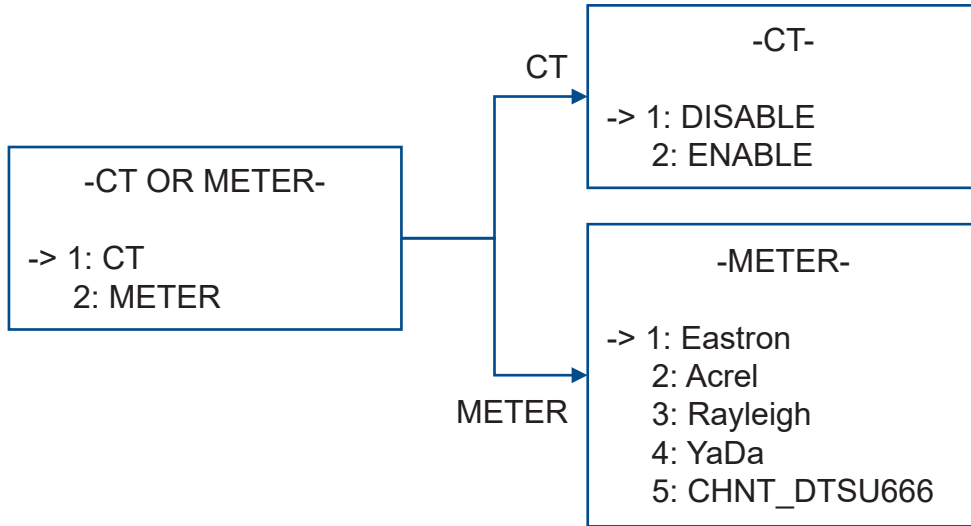 -CT OR METER-
-> 1: CT
2: METER
CT
-CT-
-> 1: DISABLE
2: ENABLE
METER
-METER-
-> 1: Eastron
2: Acrel
3: Rayleigh
4: YaDa
5: CHNT_DTSU666